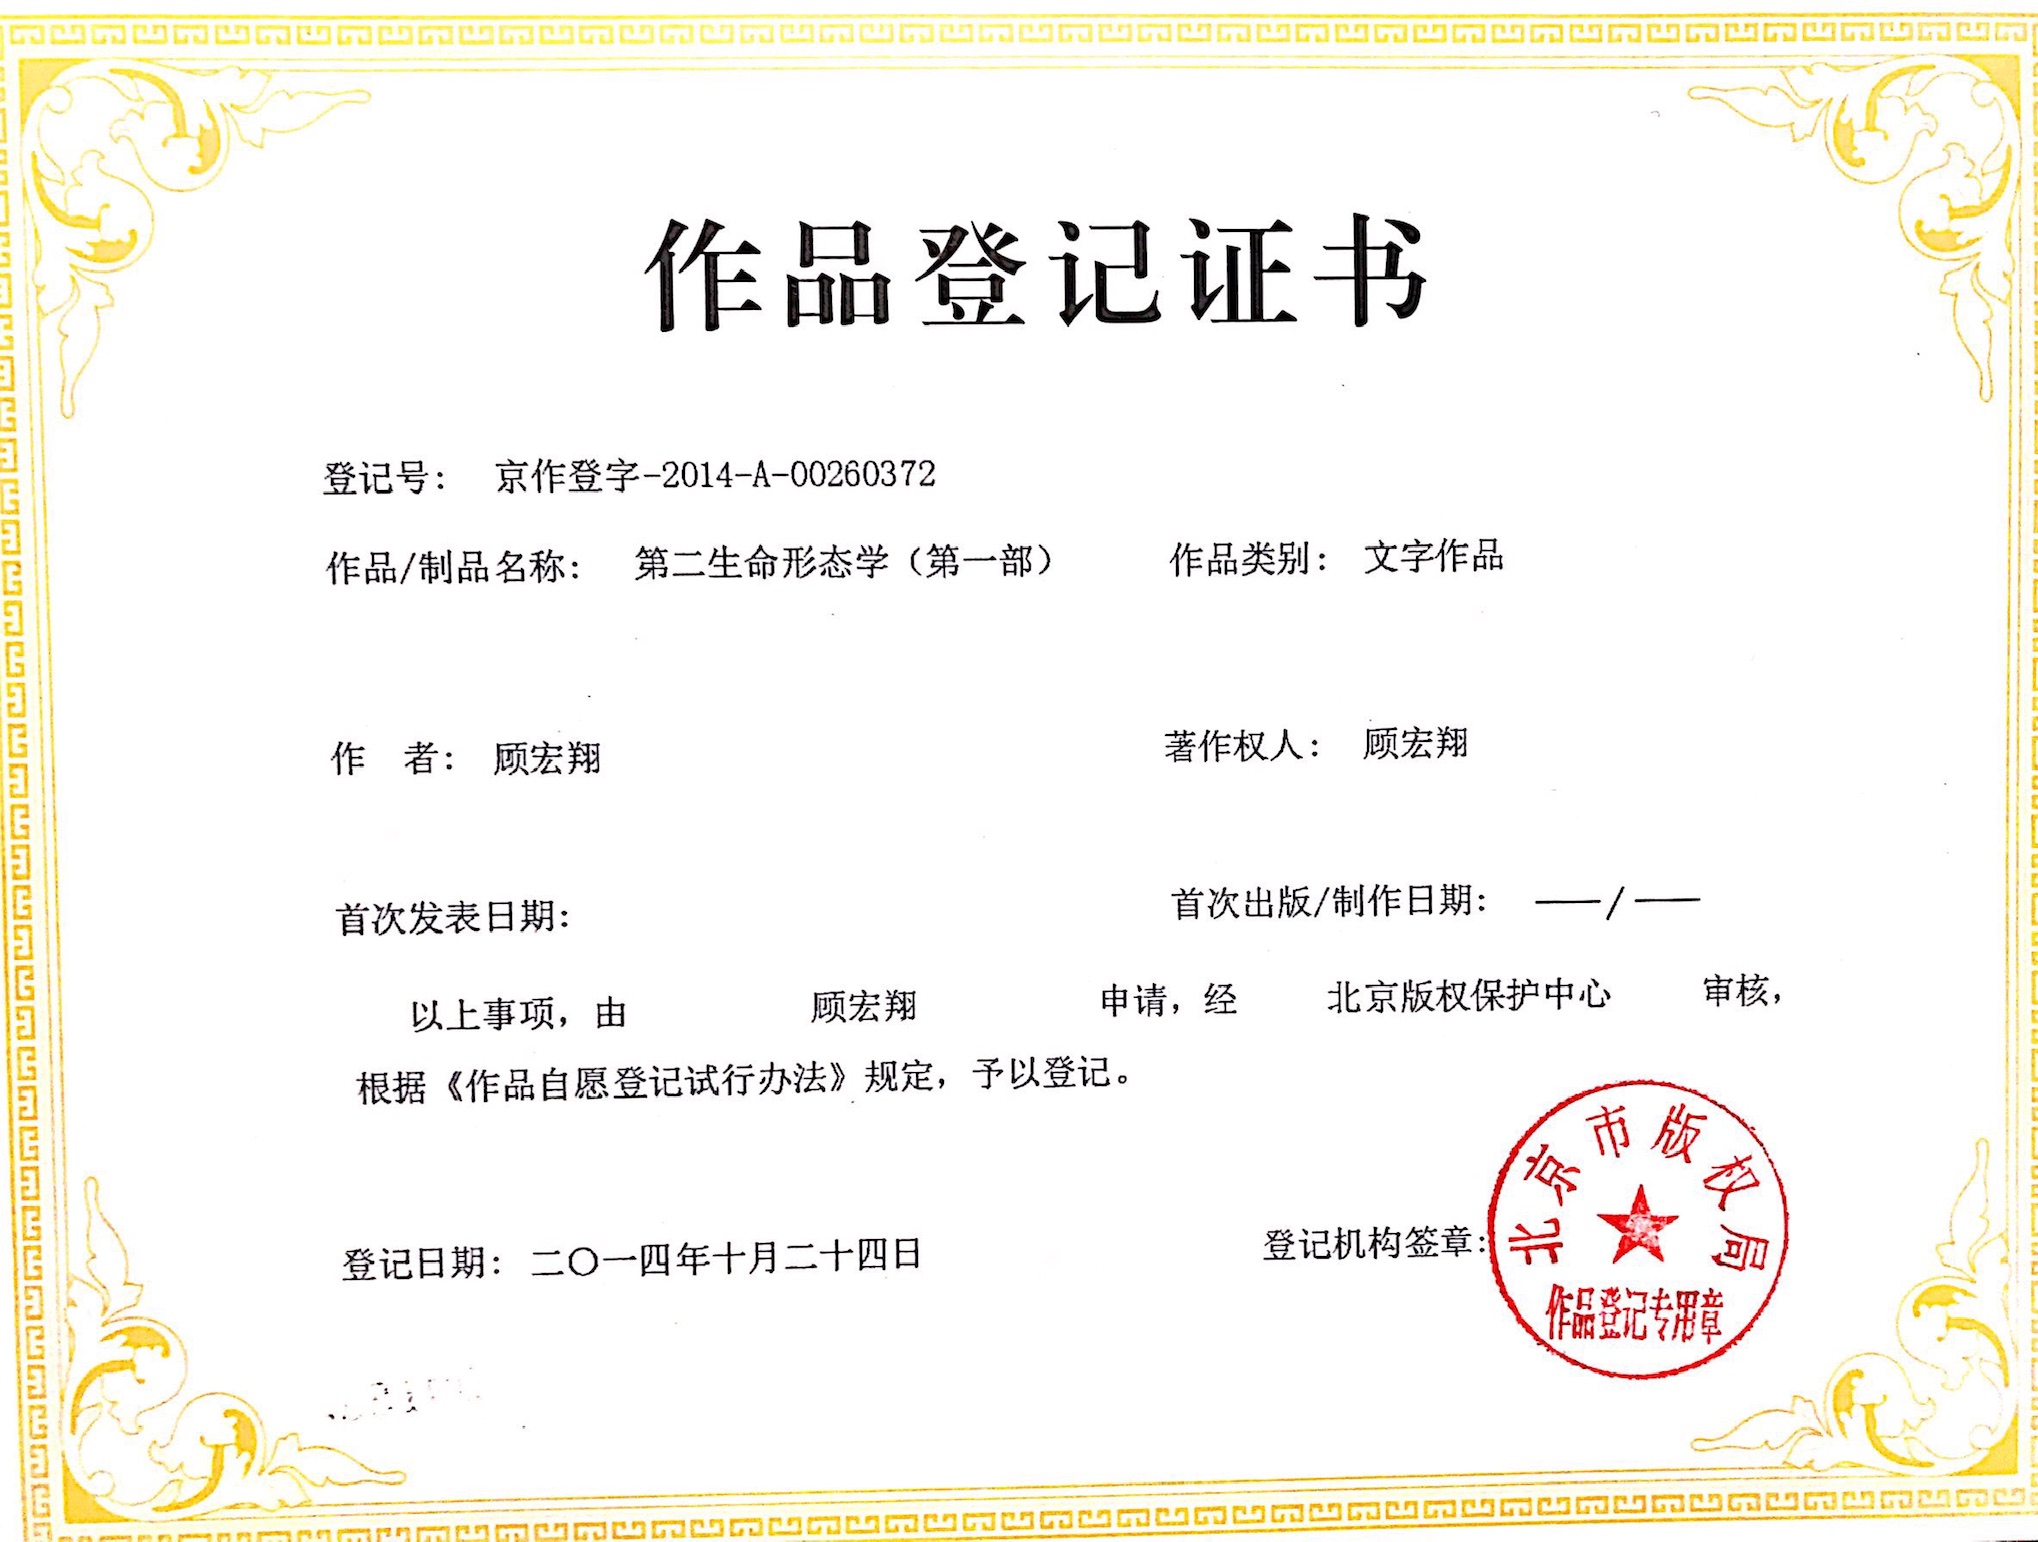 作品登记证书
登记号： 京作登字-2014-A-00260372
作品/制品名称： 第二生命形态学（第一部） 作品类别： 文字作品
作 者： 顾宏翔 著作权人： 顾宏翔
首次发表日期： 首次出版/制作日期： ——/——
以上事项，由 顾宏翔 申请，经 北京版权保护中心 审核，
根据《作品自愿登记试行办法》规定，予以登记。
登记日期： 二〇一四年十月二十四日 登记机构签章：
北京市版权局
作品登记专用章